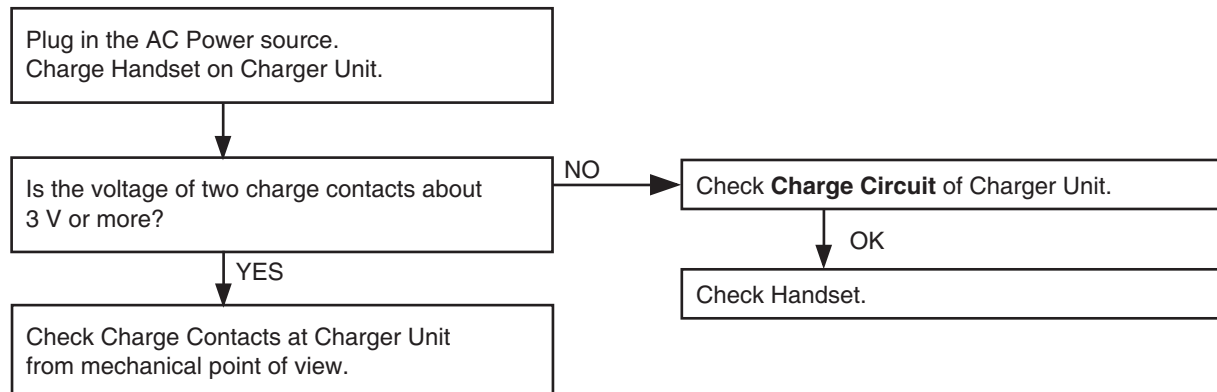 Plug in the AC Power source.
Charge Handset on Charger Unit.
Is the voltage of two charge contacts about
3 V or more?
NO
Check Charge Circuit of Charger Unit.
OK
Check Handset.
YES
Check Charge Contacts at Charger Unit
from mechanical point of view.